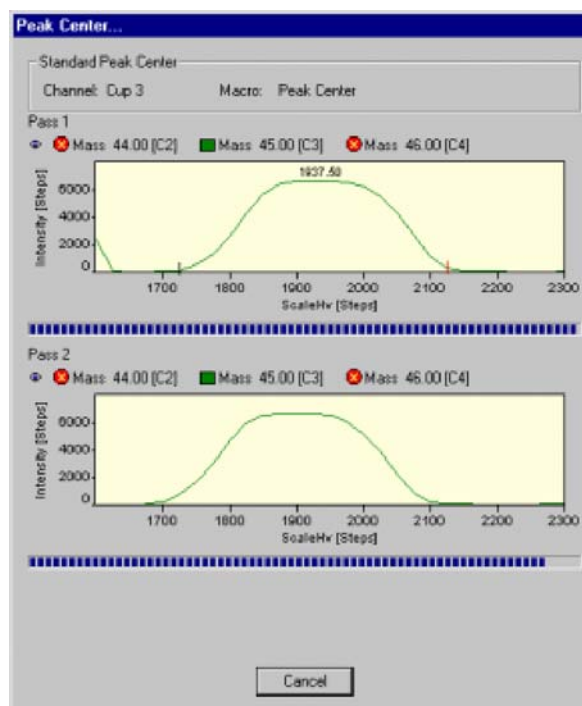 Peak Center...
Standard Peak Center
Channel: Cup 3 Macro: Peak Center
Pass 1
Mass 44.00 [C2] Mass 45.00 [C3] Mass 46.00 [C4]
1937.50
Intensity [Steps]
6000
4000
2000
0
1700 1800 1900 2000 2100 2200 2300
ScaleHv [Steps]
Pass 2
Mass 44.00 [C2] Mass 45.00 [C3] Mass 46.00 [C4]
Intensity [Steps]
6000
4000
2000
0
1700 1800 1900 2000 2100 2200 2300
ScaleHv [Steps]
Cancel